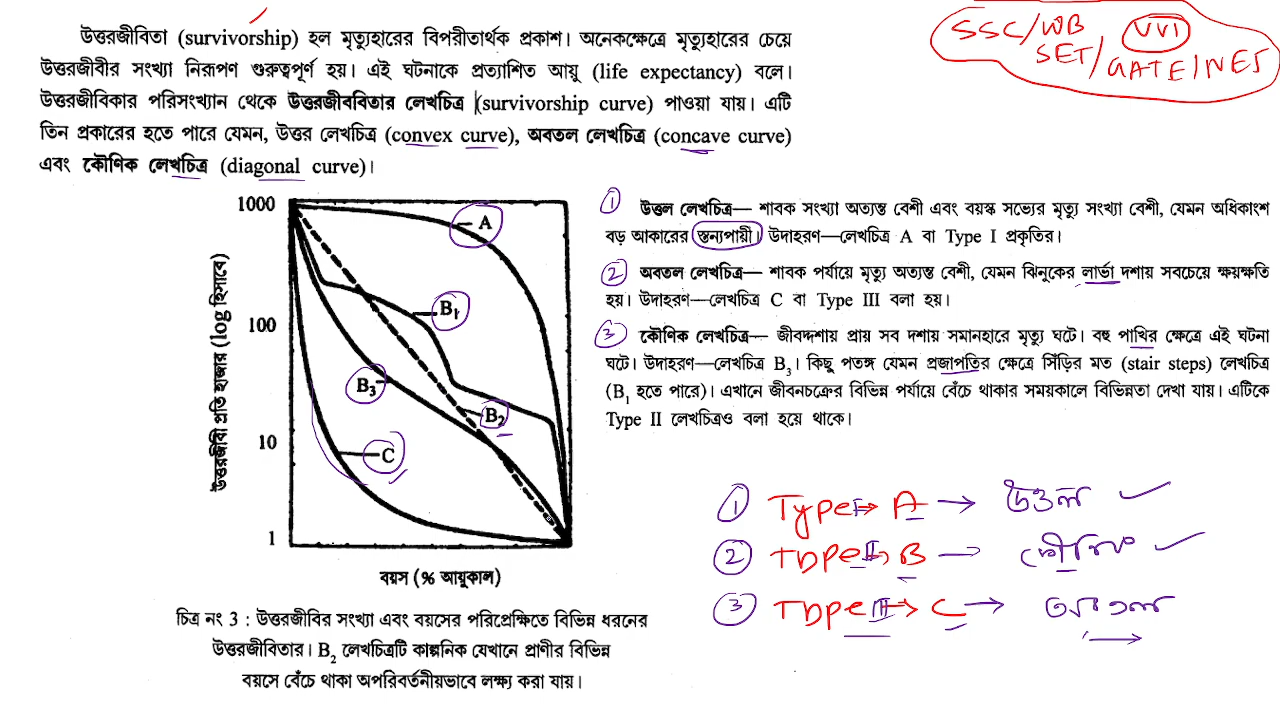 উত্তরজীবিতা (survivorship) হল মৃত্যুহারের বিপরীতার্থক প্রকাশ। অনেকক্ষেত্রে মৃত্যুহারের চেয়ে
উত্তরজীবীর সংখ্যা নিরূপণ গুরুত্বপূর্ণ হয়। এই ঘটনাকে প্রত্যাশিত আয়ু (life expectancy) বলে।
উত্তরজীবিকার পরিসংখ্যান থেকে উত্তরজীববিতার লেখচিত্র (survivorship curve) পাওয়া যায়। এটি
তিন প্রকারের হতে পারে যেমন, উত্তর লেখচিত্র (convex curve), অবতল লেখচিত্র (concave curve)
এবং কৌণিক লেখচিত্র (diagonal curve)।
SSC/WB
SET/
VVI
GATE/NET
1000
100
10
1
উত্তরজীবী প্রতি হাজার (log হিসাবে)
A
B1
B3
B2
C
বয়স (% আয়ুকাল)
চিত্র নং 3 : উত্তরজীবির সংখ্যা এবং বয়সের পরিপ্রেক্ষিতে বিভিন্ন ধরনের
উত্তরজীবিতার। B2 লেখচিত্রটি কাল্পনিক যেখানে প্রাণীর বিভিন্ন
বয়সে বেঁচে থাকা অপরিবর্তনীয়ভাবে লক্ষ্য করা যায়।
1 উত্তল লেখচিত্র— শাবক সংখ্যা অত্যন্ত বেশী এবং বয়স্ক সভ্যের মৃত্যু সংখ্যা বেশী, যেমন অধিকাংশ
বড় আকারের স্তন্যপায়ী। উদাহরণ—লেখচিত্র A বা Type I প্রকৃতির।
2 অবতল লেখচিত্র— শাবক পর্যায়ে মৃত্যু অত্যন্ত বেশী, যেমন ঝিনুকের লার্ভা দশায় সবচেয়ে ক্ষয়ক্ষতি
হয়। উদাহরণ—লেখচিত্র C বা Type III বলা হয়।
3 কৌণিক লেখচিত্র— জীবদ্দশায় প্রায় সব দশায় সমানহারে মৃত্যু ঘটে। বহু পাখির ক্ষেত্রে এই ঘটনা
ঘটে। উদাহরণ—লেখচিত্র B3। কিছু পতঙ্গ যেমন প্রজাপতির ক্ষেত্রে সিঁড়ির মত (stair steps) লেখচিত্র
(B1 হতে পারে)। এখানে জীবনচক্রের বিভিন্ন পর্যায়ে বেঁচে থাকার সময়কালে বিভিন্নতা দেখা যায়। এটিকে
Type II লেখচিত্রও বলা হয়ে থাকে।
1 Type I → A → উত্তল
2 Type II → B → কৌণিক
3 Type III → C → অবতল